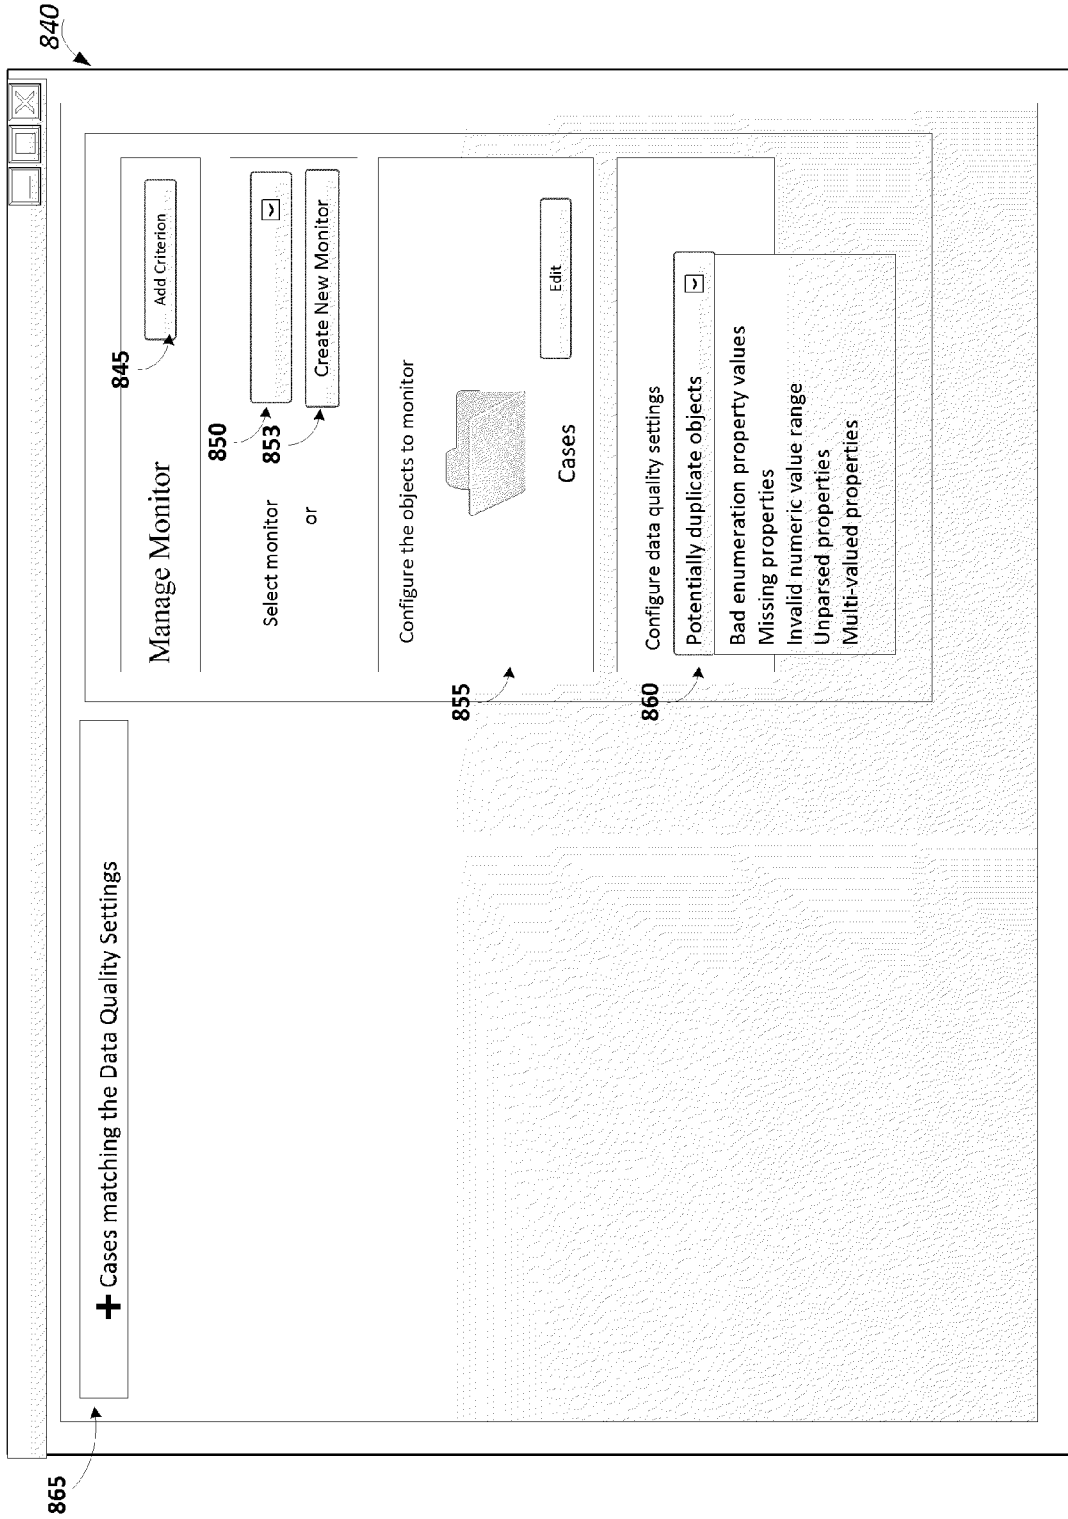 840
865
+ Cases matching the Data Quality Settings
Manage Monitor
845
Add Criterion
Select monitor
850
or
853
Create New Monitor
Configure the objects to monitor
855
Cases
Edit
Configure data quality settings
860
Potentially duplicate objects
Bad enumeration property values
Missing properties
Invalid numeric value range
Unparsed properties
Multi-valued properties